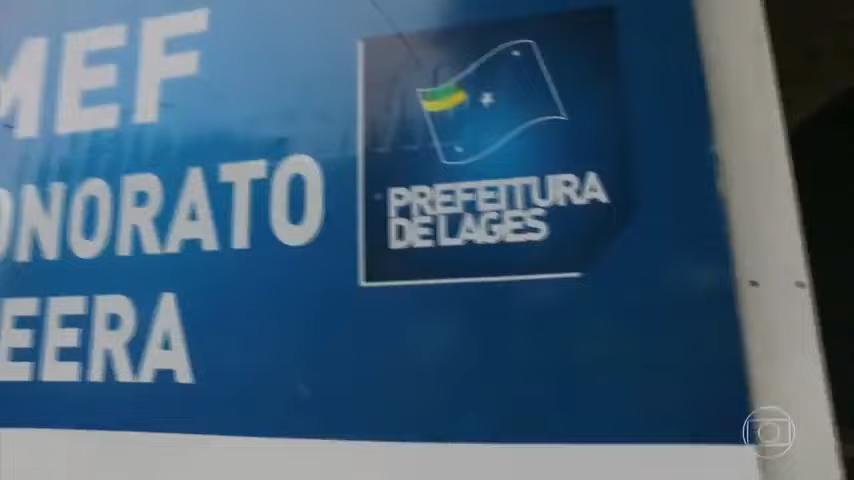 MEF
ONORATO
EERA
PREFEITURA
DE LAGES